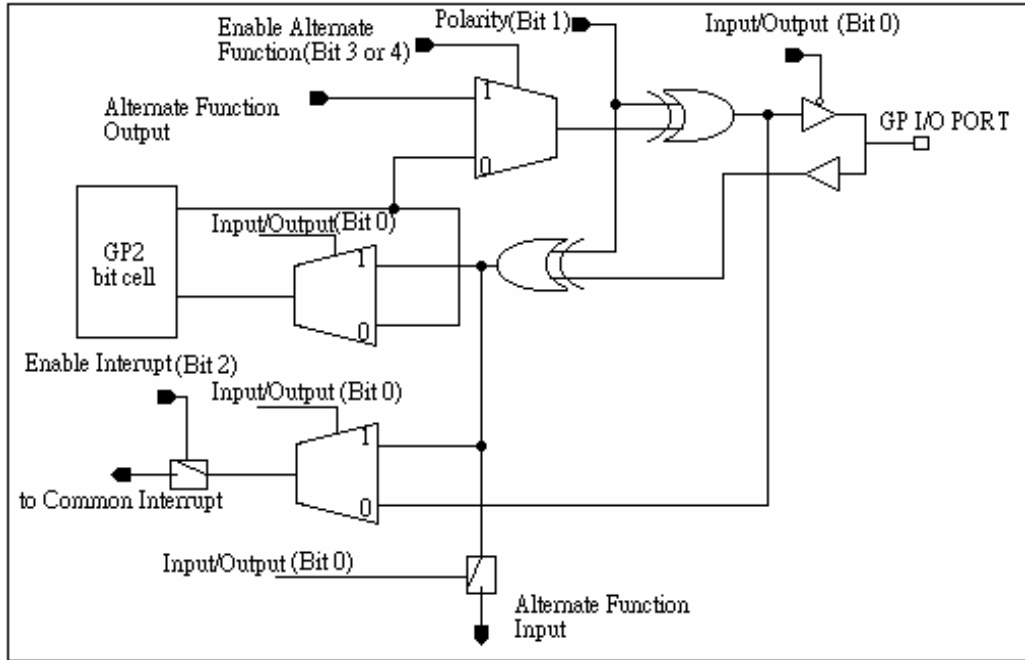 Polarity(Bit 1)
Input/Output (Bit 0)
Enable Alternate
Function(Bit 3 or 4)
1
Alternate Function
Output
GP I/O PORT
0
Input/Output(Bit 0)
GP2
bit cell
1
0
Enable Interupt(Bit 2)
Input/Output (Bit 0)
1
to Common Interrupt
0
Input/Output (Bit 0)
Alternate Function
Input